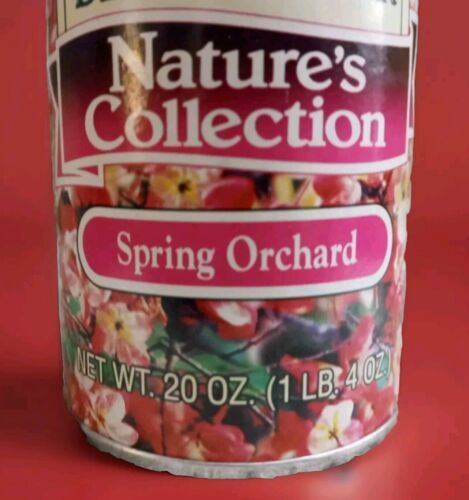 Nature's
Collection
Spring Orchard
NET WT. 20 OZ. (1 LB. 4 OZ.)